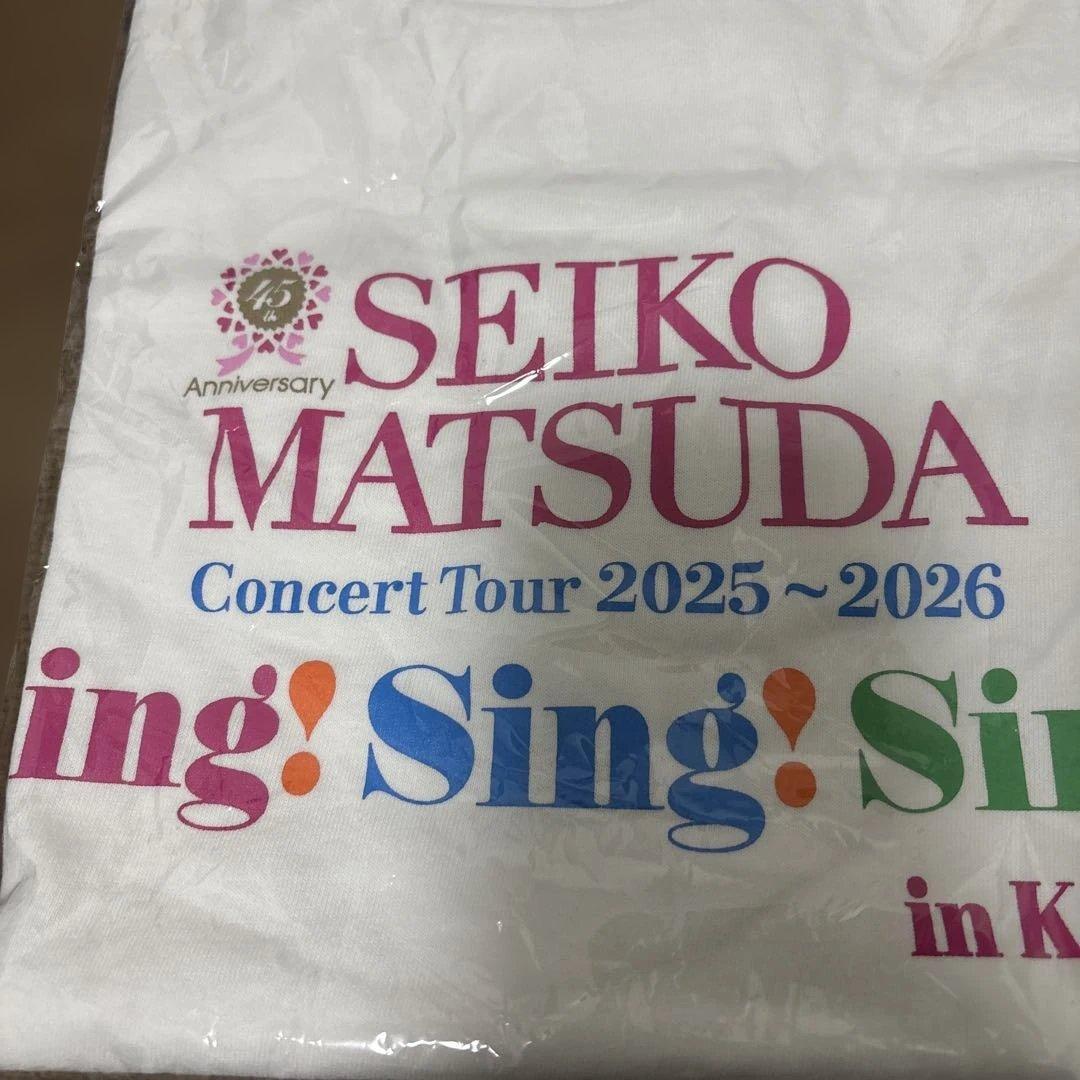 45th
Anniversary
SEIKO
MATSUDA
Concert Tour 2025~2026
ing! Sing! Sin
in K